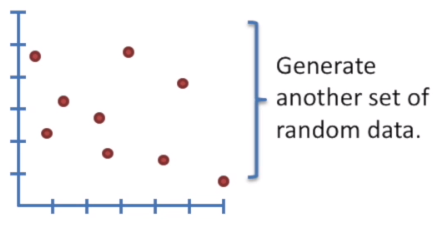 Generate
another set of
random data.